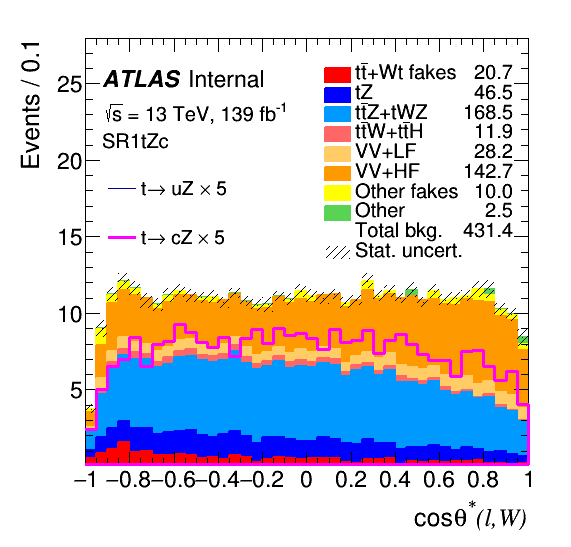 Events / 0.1
25
20
15
10
5
ATLAS Internal
√s = 13 TeV, 139 fb⁻¹
SR1tZc
t→ uZ × 5
t→ cZ × 5
tt̄+Wt fakes 20.7
tZ 46.5
tt̄Z+tWZ 168.5
tt̄W+tt̄H 11.9
VV+LF 28.2
VV+HF 142.7
Other fakes 10.0
Other 2.5
Total bkg. 431.4
Stat. uncert.
−1 −0.8 −0.6 −0.4 −0.2 0 0.2 0.4 0.6 0.8 1
cosθ*(l,W)